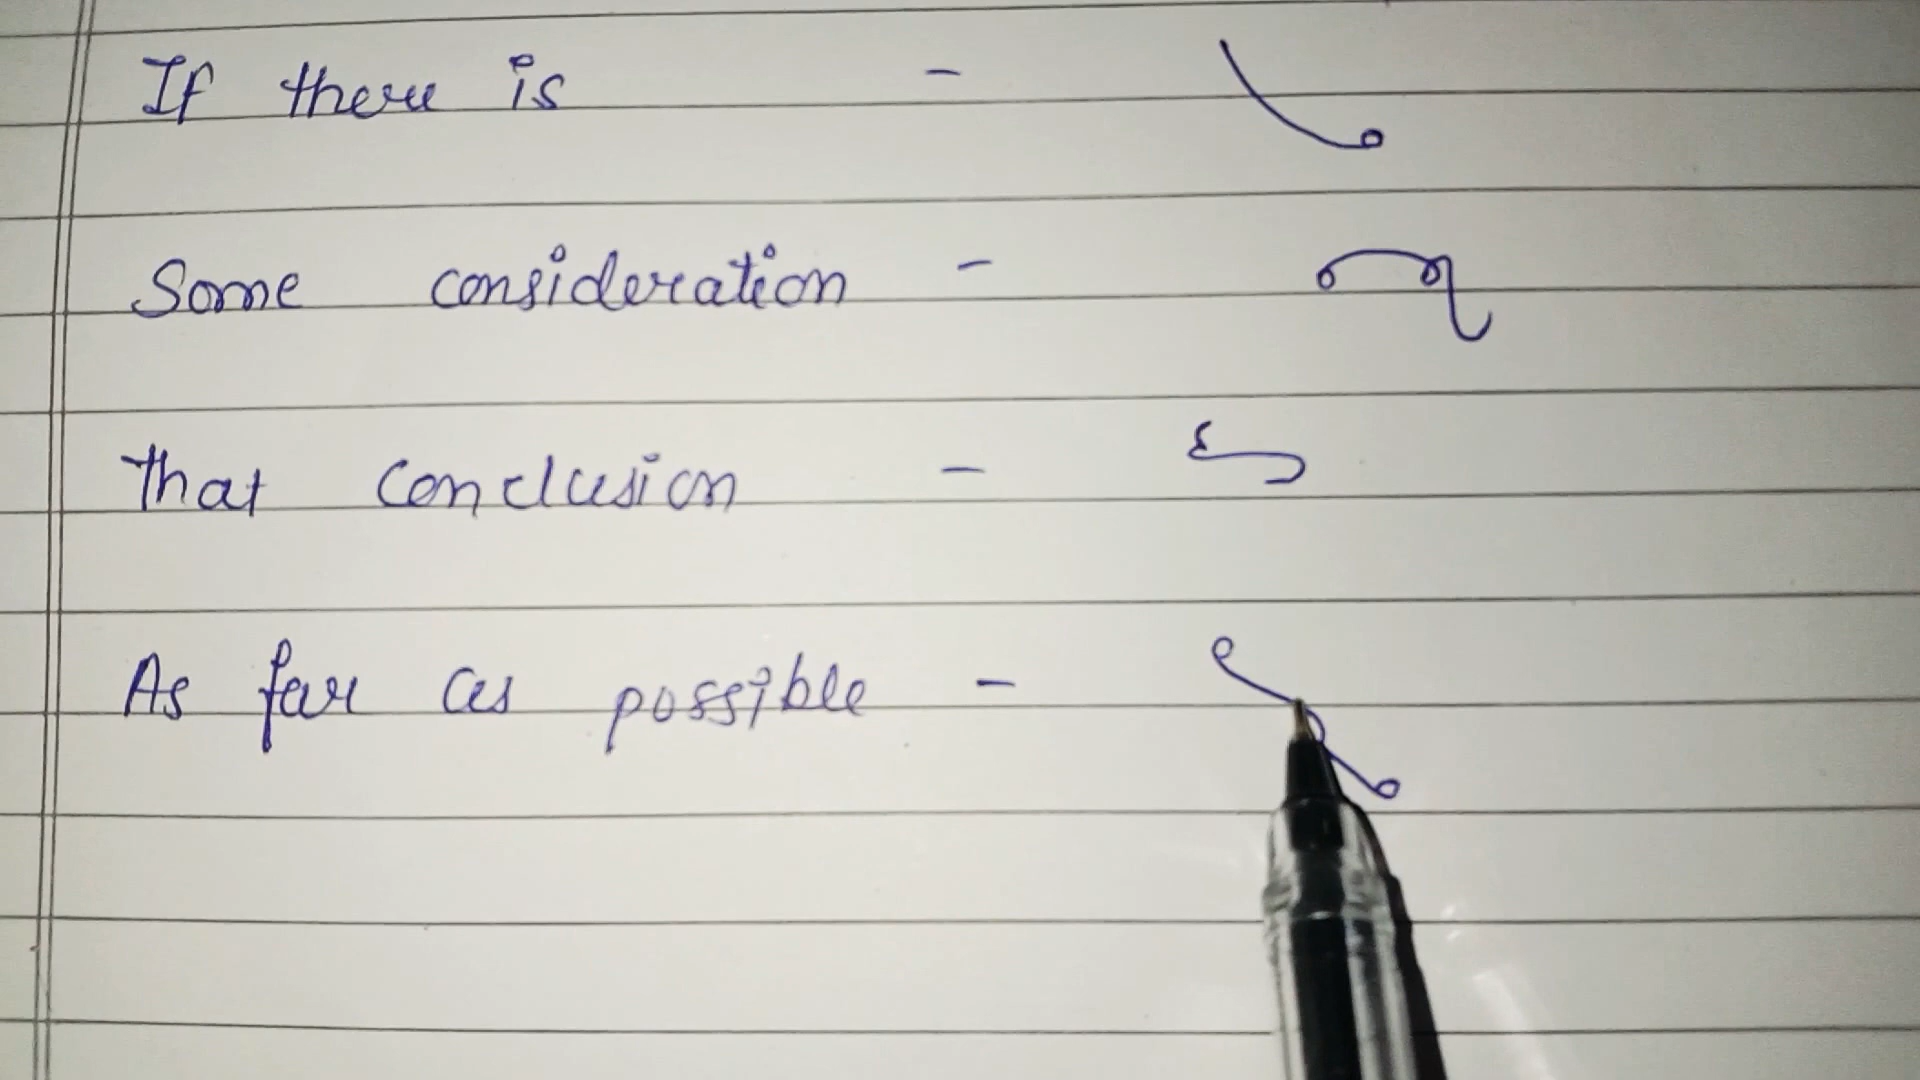 If there is -
Some consideration -
that conclusion -
As far as possible -